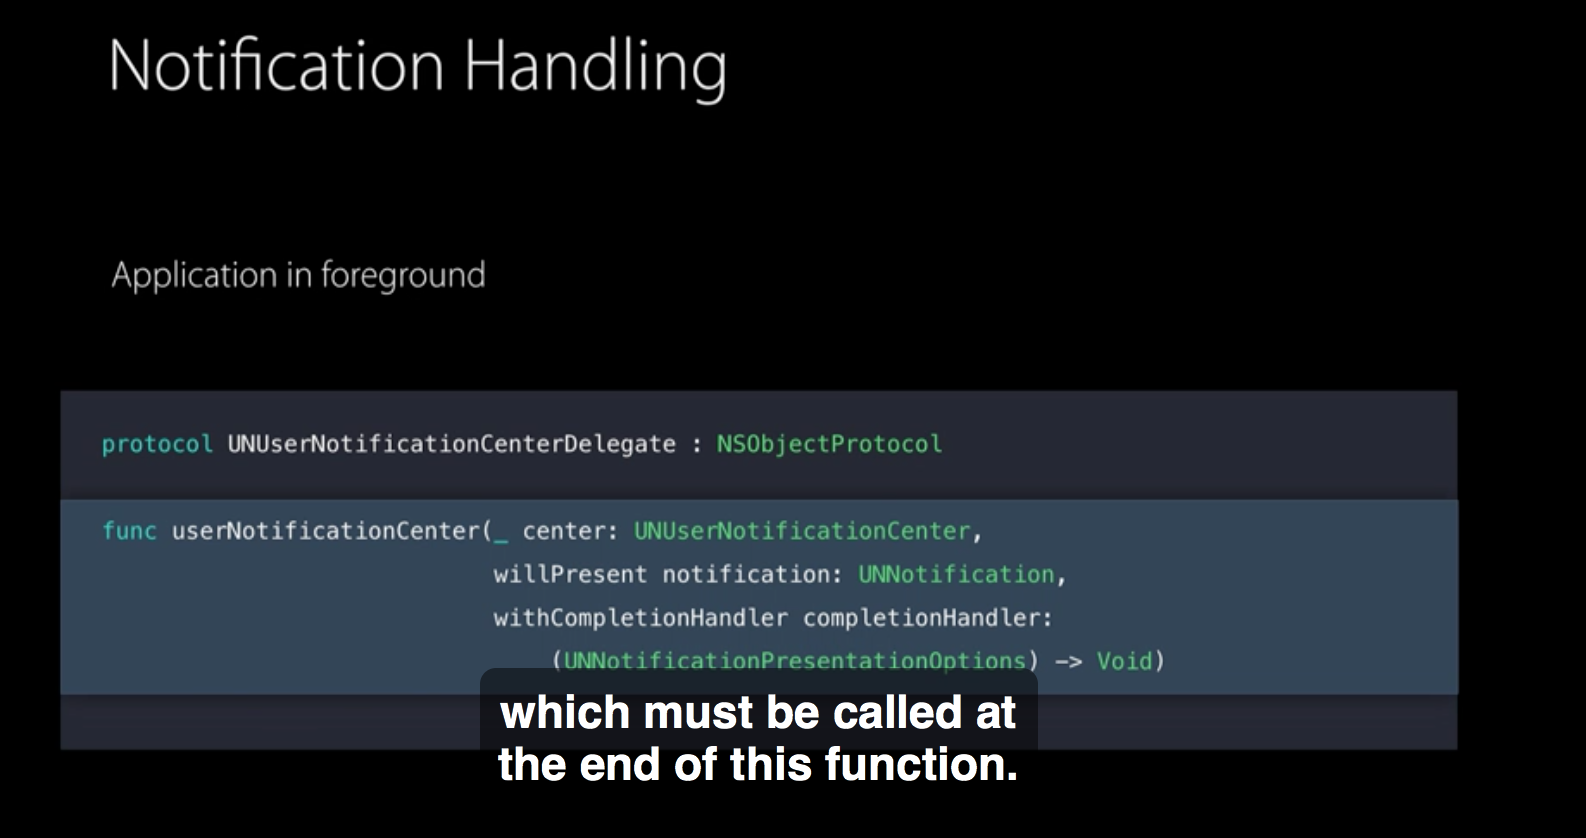 Notification Handling
Application in foreground
protocol UNUserNotificationCenterDelegate : NSObjectProtocol
func userNotificationCenter(_ center: UNUserNotificationCenter,
willPresent notification: UNNotification,
withCompletionHandler completionHandler:
(UNNotificationPresentationOptions) -> Void)
which must be called at
the end of this function.